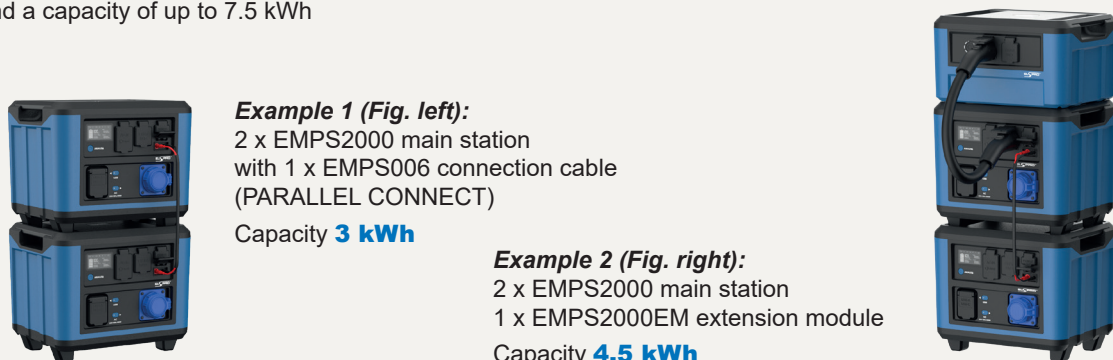 nd a capacity of up to 7.5 kWh
Example 1 (Fig. left):
2 x EMPS2000 main station
with 1 x EMPS006 connection cable
(PARALLEL CONNECT)
Capacity 3 kWh
Example 2 (Fig. right):
2 x EMPS2000 main station
1 x EMPS2000EM extension module
Capacity 4.5 kWh